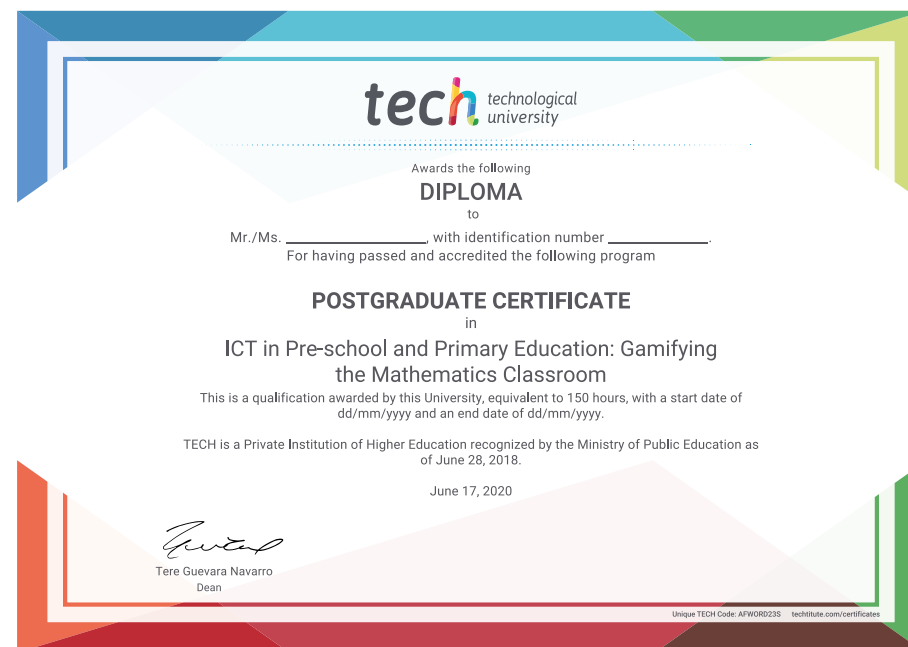 tech technological
university
Awards the following
DIPLOMA
to
Mr./Ms. ____________________, with identification number ______________.
For having passed and accredited the following program
POSTGRADUATE CERTIFICATE
in
ICT in Pre-school and Primary Education: Gamifying
the Mathematics Classroom
This is a qualification awarded by this University, equivalent to 150 hours, with a start date of
dd/mm/yyyy and an end date of dd/mm/yyyy.
TECH is a Private Institution of Higher Education recognized by the Ministry of Public Education as
of June 28, 2018.
June 17, 2020
Tere Guevara Navarro
Dean
Unique TECH Code: AFWORD23S techtitute.com/certificates